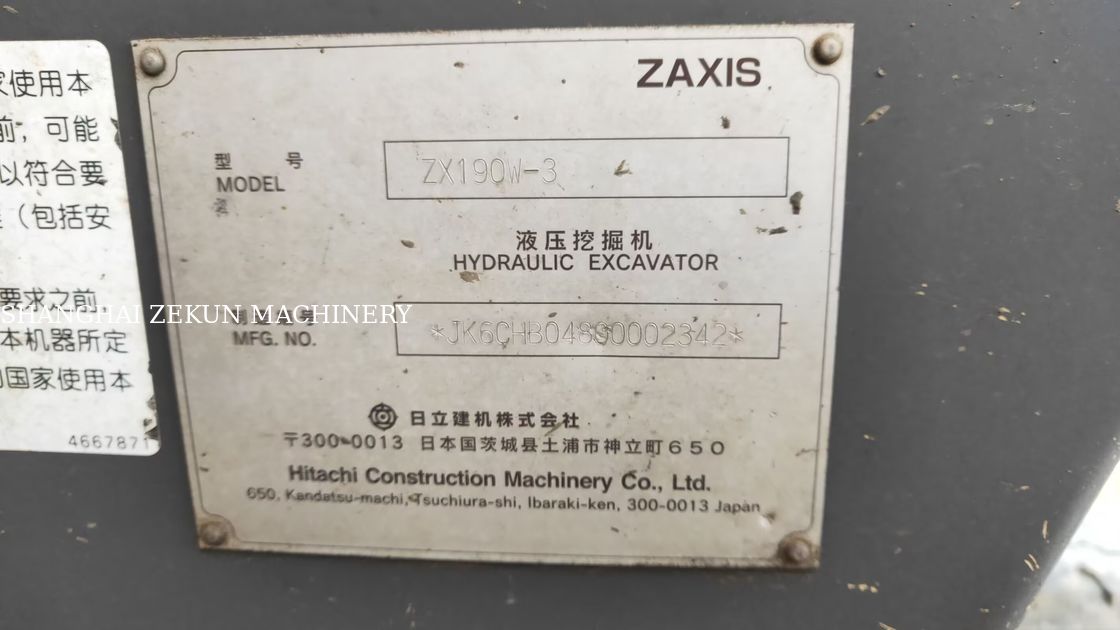 家使用本
前，可能
以符合要
（包括安
要求之前
本机器所定
国家使用本
4667871
ZAXIS
型 号
MODEL
ZX190W-3
液压挖掘机
HYDRAULIC EXCAVATOR
SHANGHAI ZEKUN MACHINERY
MFG. NO.
*JK6CHB04800002342*
日立建机株式会社
〒300-0013 日本国茨城县土浦市神立町６５０
Hitachi Construction Machinery Co., Ltd.
650, Kandatsu-machi, Tsuchiura-shi, Ibaraki-ken, 300-0013 Japan